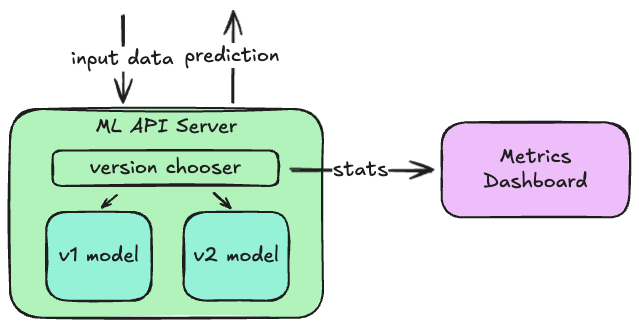 input data prediction
ML API Server
version chooser
stats
Metrics
Dashboard
v1 model
v2 model